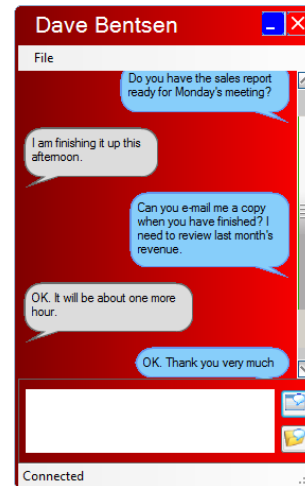 Dave Bentsen
File
Do you have the sales report
ready for Monday's meeting?
I am finishing it up this
afternoon.
Can you e-mail me a copy
when you have finished? I
need to review last month's
revenue.
OK. It will be about one more
hour.
OK. Thank you very much
Connected